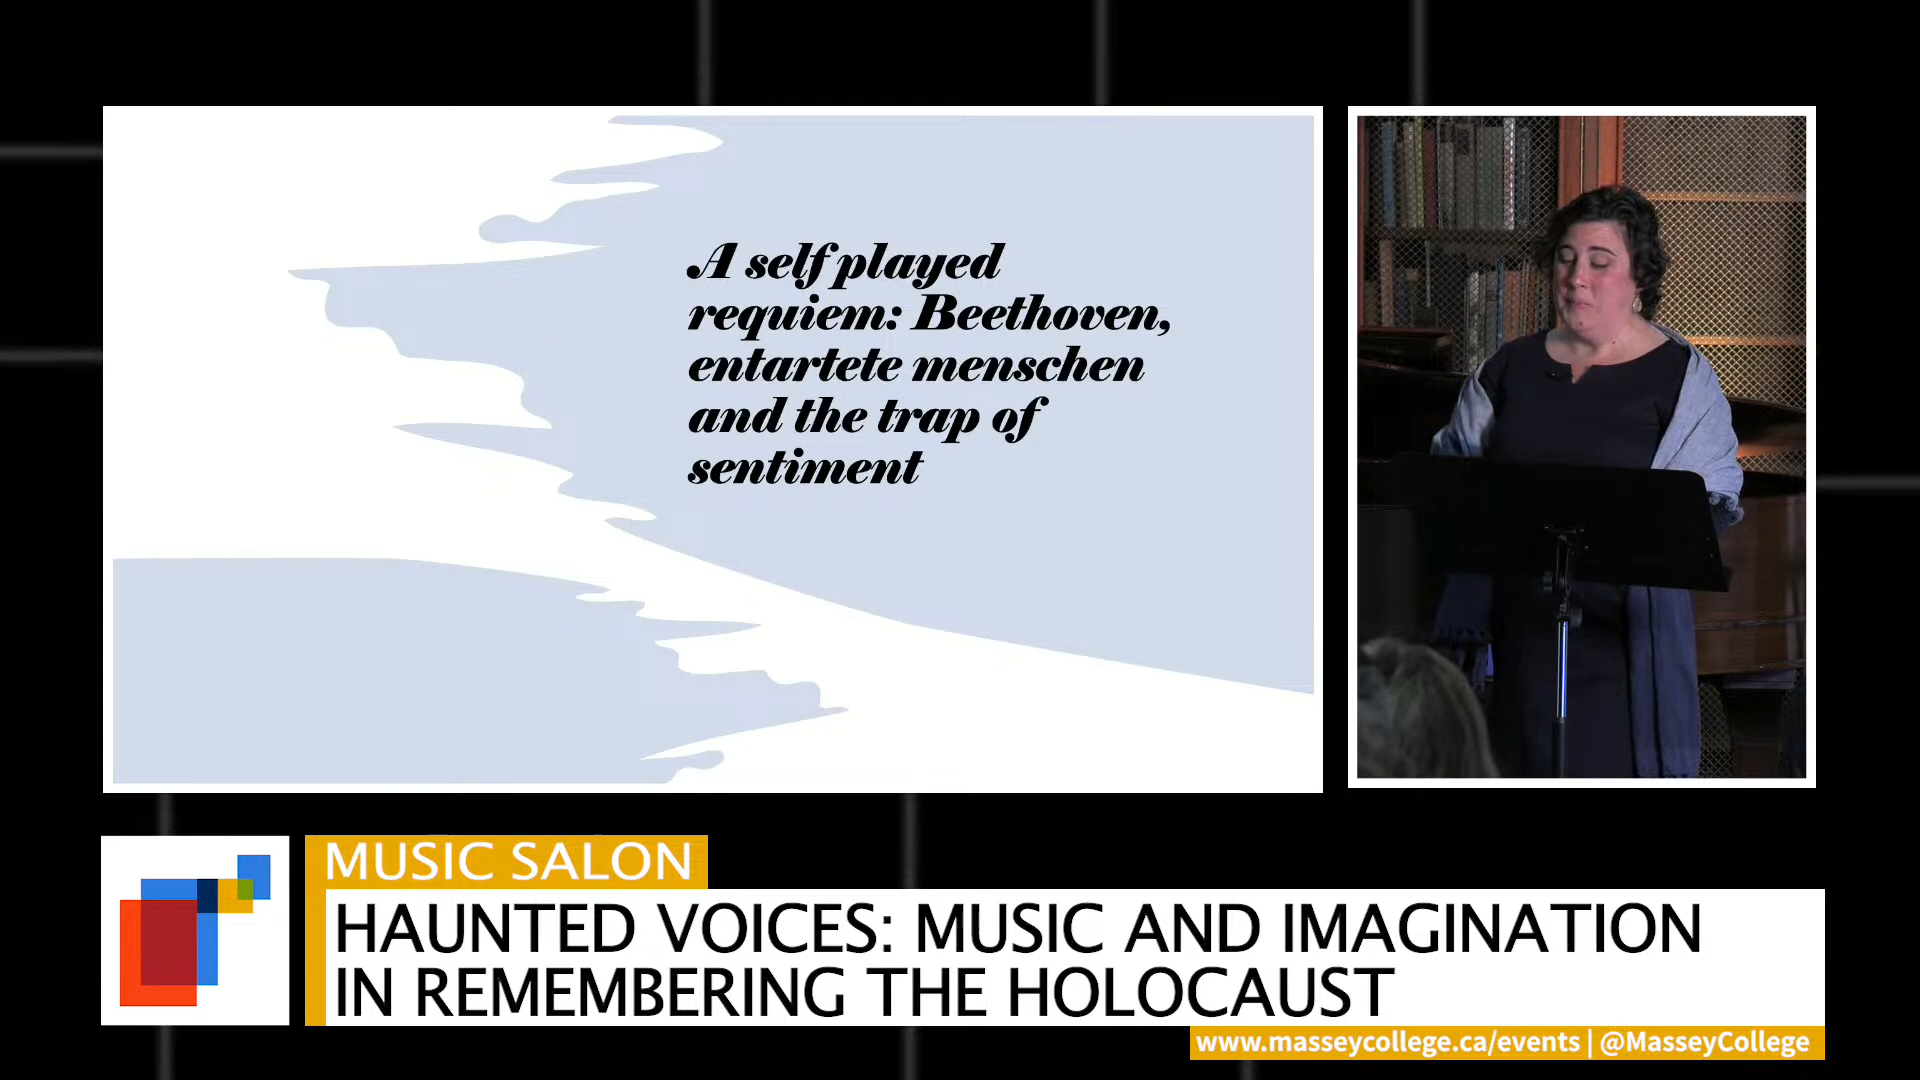 A self played
requiem: Beethoven,
entartete menschen
and the trap of
sentiment
MUSIC SALON
HAUNTED VOICES: MUSIC AND IMAGINATION
IN REMEMBERING THE HOLOCAUST
www.masseycollege.ca/events | @MasseyCollege